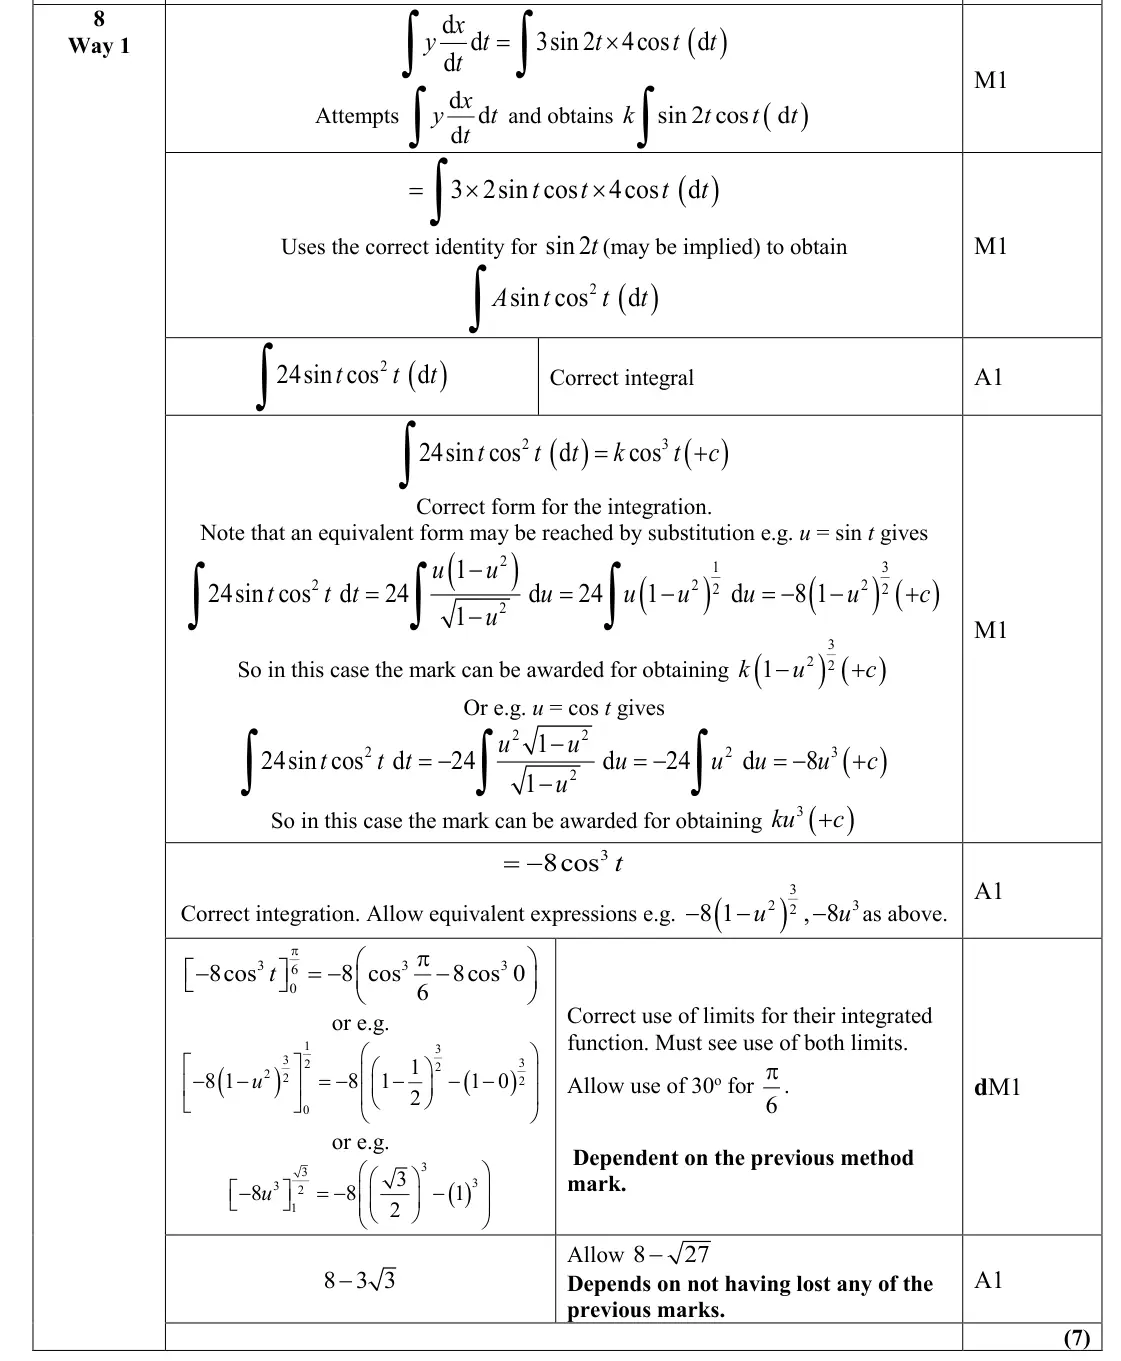 8
Way 1
∫ y dx/dt dt = ∫ 3 sin 2t × 4 cos t (dt)
Attempts ∫ y dx/dt dt and obtains k ∫ sin 2t cos t ( dt)
M1
= ∫ 3 × 2 sin t cos t × 4 cos t (dt)
Uses the correct identity for sin 2t (may be implied) to obtain
∫ A sin t cos² t (dt)
M1
∫ 24 sin t cos² t (dt)
Correct integral
A1
∫ 24 sin t cos² t (dt) = k cos³ t (+c)
Correct form for the integration.
Note that an equivalent form may be reached by substitution e.g. u = sin t gives
∫ 24 sin t cos² t dt = 24 ∫ u(1−u²)/√(1−u²) du = 24 ∫ u(1−u²)^(1/2) du = −8(1−u²)^(3/2) (+c)
So in this case the mark can be awarded for obtaining k(1−u²)^(3/2) (+c)
Or e.g. u = cos t gives
∫ 24 sin t cos² t dt = −24 ∫ u²√(1−u²)/√(1−u²) du = −24 ∫ u² du = −8u³ (+c)
So in this case the mark can be awarded for obtaining ku³ (+c)
M1
= −8 cos³ t
Correct integration. Allow equivalent expressions e.g. −8(1−u²)^(3/2), −8u³ as above.
A1
[−8 cos³ t]₀^(π/6) = −8(cos³ π/6 − 8 cos³ 0)
or e.g.
[−8(1−u²)^(3/2)]₀^(1/2) = −8((1−1/2)^(3/2) − (1−0)^(3/2))
or e.g.
[−8u³]₁^(√3/2) = −8((√3/2)³ − (1)³)
Correct use of limits for their integrated
function. Must see use of both limits.
Allow use of 30º for π/6.
Dependent on the previous method
mark.
dM1
8 − 3√3
Allow 8 − √27
Depends on not having lost any of the
previous marks.
A1
(7)